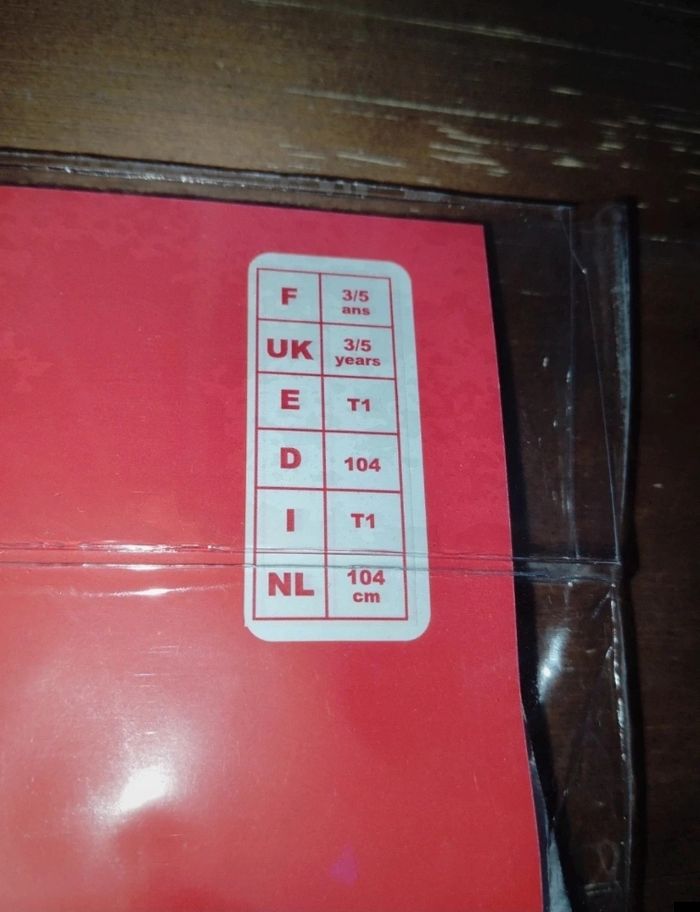 F 3/5
ans
UK 3/5
years
E T1
D 104
I T1
NL 104
cm